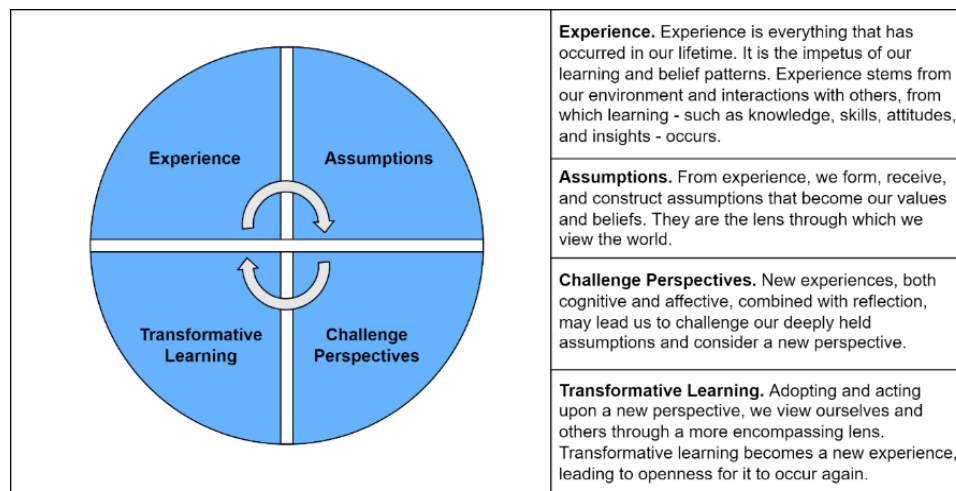 Experience
Assumptions
Transformative
Learning
Challenge
Perspectives
Experience. Experience is everything that has
occurred in our lifetime. It is the impetus of our
learning and belief patterns. Experience stems from
our environment and interactions with others, from
which learning - such as knowledge, skills, attitudes,
and insights - occurs.
Assumptions. From experience, we form, receive,
and construct assumptions that become our values
and beliefs. They are the lens through which we
view the world.
Challenge Perspectives. New experiences, both
cognitive and affective, combined with reflection,
may lead us to challenge our deeply held
assumptions and consider a new perspective.
Transformative Learning. Adopting and acting
upon a new perspective, we view ourselves and
others through a more encompassing lens.
Transformative learning becomes a new experience,
leading to openness for it to occur again.